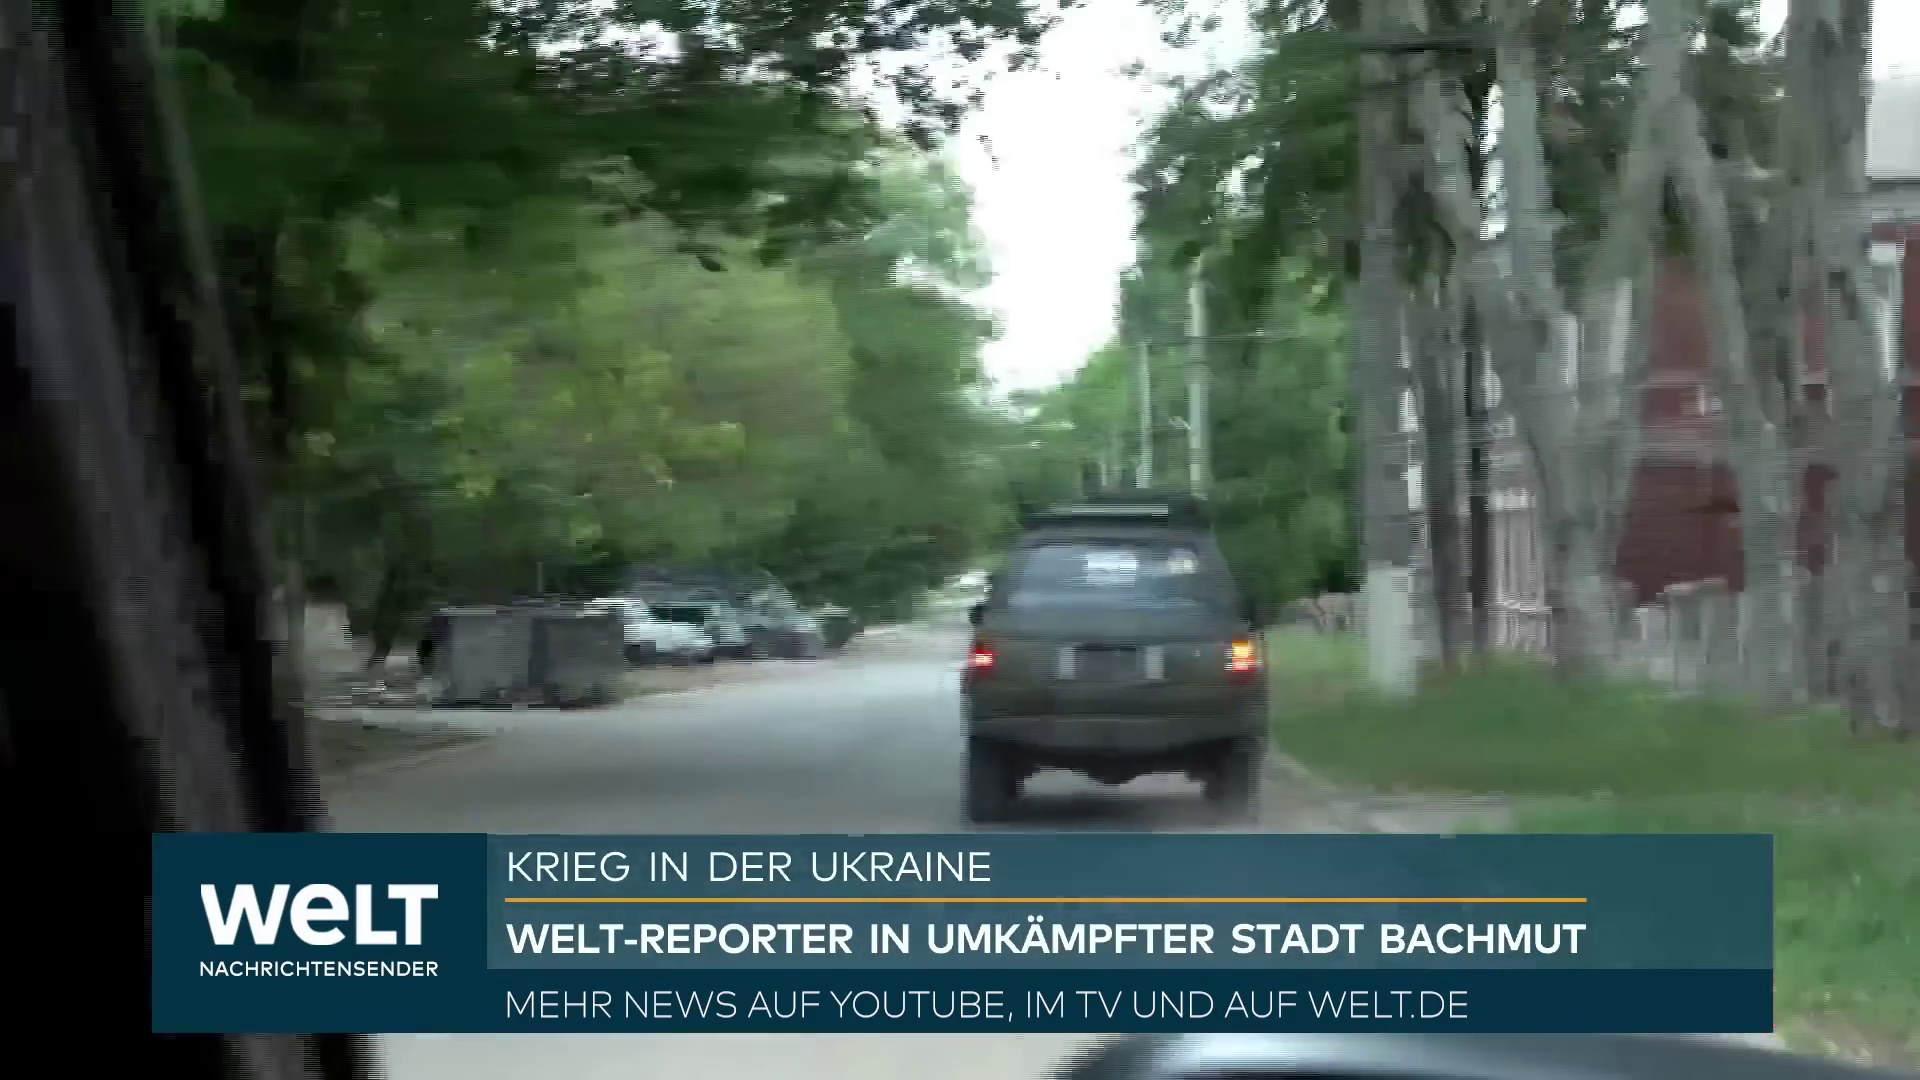 KRIEG IN DER UKRAINE
WELT
NACHRICHTENSENDER
WELT-REPORTER IN UMKÄMPFTER STADT BACHMUT
MEHR NEWS AUF YOUTUBE, IM TV UND AUF WELT.DE